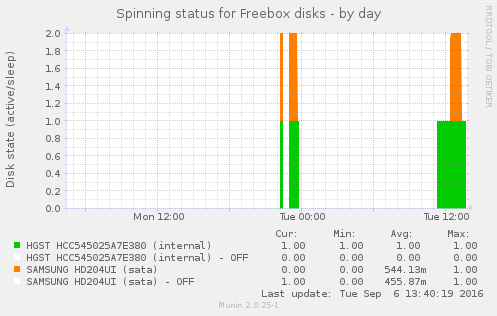 Spinning status for Freebox disks - by day
RRDTOOL / TOBI OETIKER
Disk state (active/sleep)
2.0
1.8
1.6
1.4
1.2
1.0
0.8
0.6
0.4
0.2
0.0
Mon 12:00 Tue 00:00 Tue 12:00
Cur: Min: Avg: Max:
HGST HCC545025A7E380 (internal) 1.00 1.00 1.00 1.00
HGST HCC545025A7E380 (internal) - OFF 0.00 0.00 0.00 0.00
SAMSUNG HD204UI (sata) 0.00 0.00 544.13m 1.00
SAMSUNG HD204UI (sata) - OFF 1.00 0.00 455.87m 1.00
Last update: Tue Sep 6 13:40:19 2016
Munin 2.0.25-1